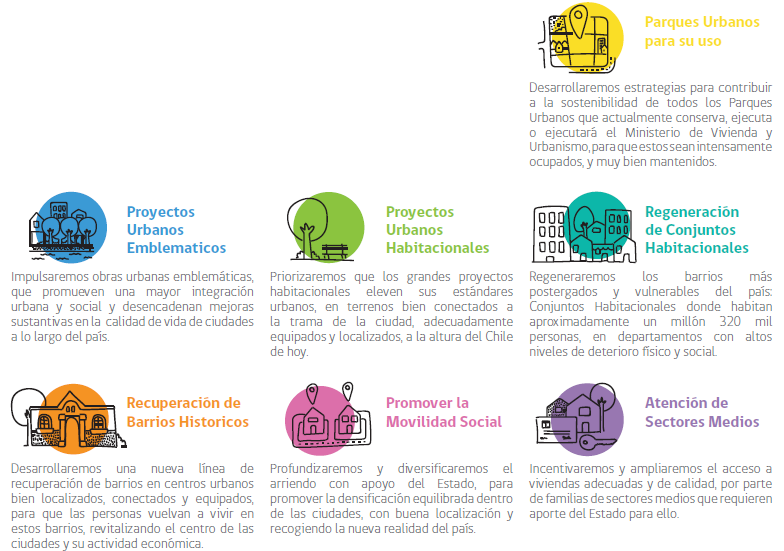 Parques Urbanos
para su uso
Desarrollaremos estrategias para contribuir
a la sostenibilidad de todos los Parques
Urbanos que actualmente conserva, ejecuta
o ejecutará el Ministerio de Vivienda y
Urbanismo, para que estos sean intensamente
ocupados, y muy bien mantenidos.
Proyectos
Urbanos
Emblematicos
Impulsaremos obras urbanas emblemáticas,
que promueven una mayor integración
urbana y social y desencadenan mejoras
sustantivas en la calidad de vida de ciudades
a lo largo del país.
Proyectos
Urbanos
Habitacionales
Priorizaremos que los grandes proyectos
habitacionales eleven sus estándares
urbanos, en terrenos bien conectados a
la trama de la ciudad, adecuadamente
equipados y localizados, a la altura del Chile
de hoy.
Regeneración
de Conjuntos
Habitacionales
Regeneraremos los barrios más
postergados y vulnerables del país:
Conjuntos Habitacionales donde habitan
aproximadamente un millón 320 mil
personas, en departamentos con altos
niveles de deterioro físico y social.
Recuperación de
Barrios Historicos
Desarrollaremos una nueva línea de
recuperación de barrios en centros urbanos
bien localizados, conectados y equipados,
para que las personas vuelvan a vivir en
estos barrios, revitalizando el centro de las
ciudades y su actividad económica.
Promover la
Movilidad Social
Profundizaremos y diversificaremos el
arriendo con apoyo del Estado, para
promover la densificación equilibrada dentro
de las ciudades, con buena localización y
recogiendo la nueva realidad del país.
Atención de
Sectores Medios
Incentivaremos y ampliaremos el acceso a
viviendas adecuadas y de calidad, por parte
de familias de sectores medios que requieren
aporte del Estado para ello.